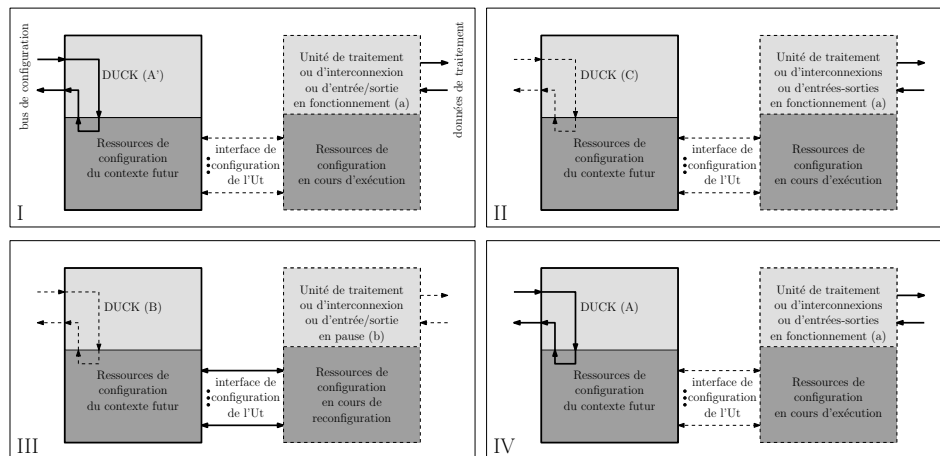 bus de configuration
DUCK (A')
Ressources de
configuration
du contexte futur
interface de
configuration
de l'Ut
Unité de traitement
ou d'interconnexion
ou d'entrée/sortie
en fonctionnement (a)
Ressources de
configuration
en cours d'exécution
données de traitement
I
DUCK (C)
Ressources de
configuration
du contexte futur
interface de
configuration
de l'Ut
Unité de traitement
ou d'interconnexions
ou d'entrées-sorties
en fonctionnement (a)
Ressources de
configuration
en cours d'exécution
II
DUCK (B)
Ressources de
configuration
du contexte futur
interface de
configuration
de l'Ut
Unité de traitement
ou d'interconnexion
ou d'entrée/sortie
en pause (b)
Ressources de
configuration
en cours de
reconfiguration
III
DUCK (A)
Ressources de
configuration
du contexte futur
interface de
configuration
de l'Ut
Unité de traitement
ou d'interconnexions
ou d'entrées-sorties
en fonctionnement (a)
Ressources de
configuration
en cours d'exécution
IV